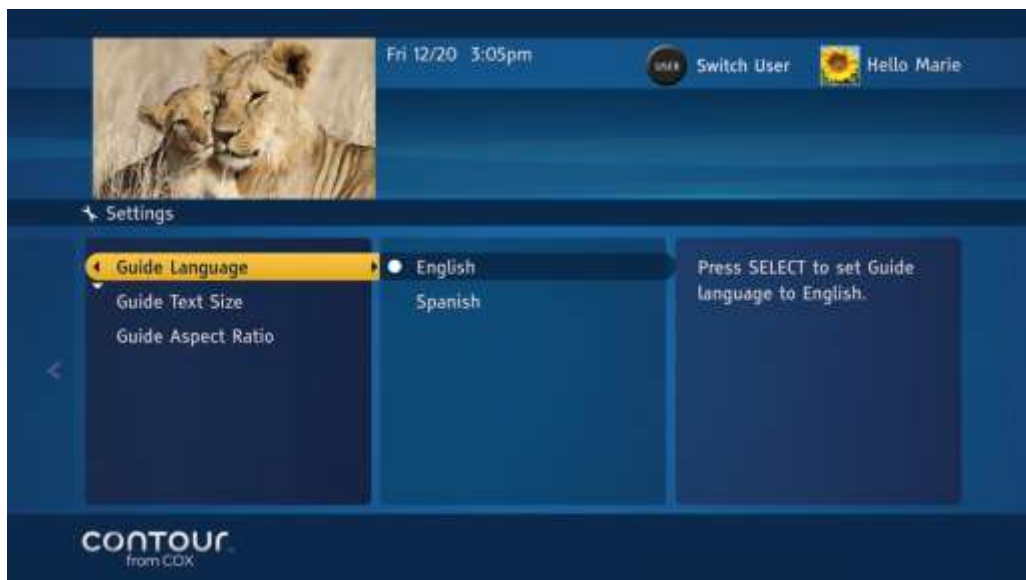 Fri 12/20 3:05pm
USER Switch User
Hello Marie
Settings
Guide Language
Guide Text Size
Guide Aspect Ratio
English
Spanish
Press SELECT to set Guide
language to English.
contour
from COX